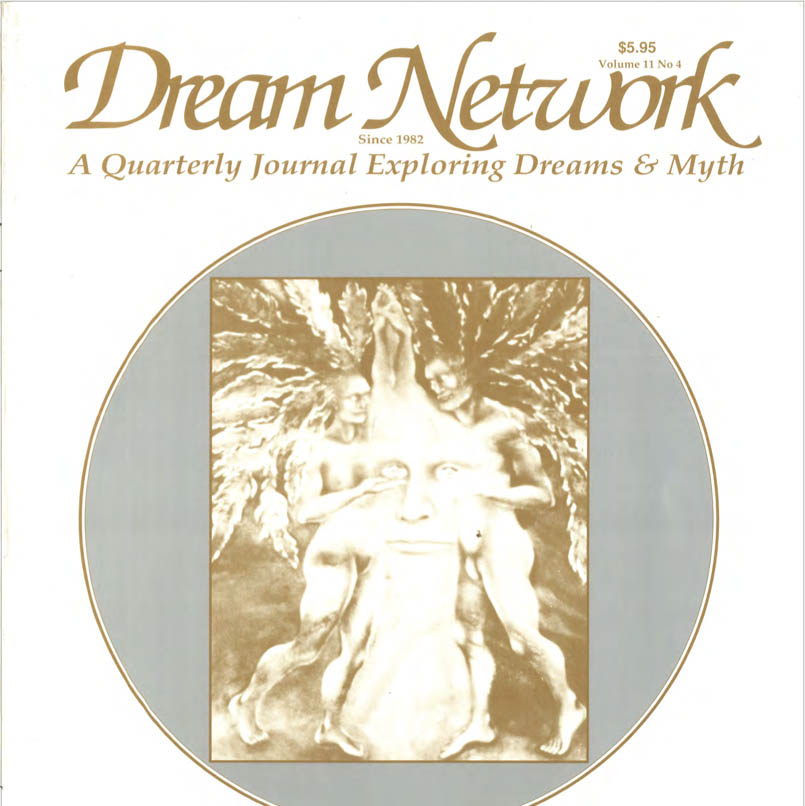 $5.95
Volume 11 No 4
Dream Network
Since 1982
A Quarterly Journal Exploring Dreams & Myth